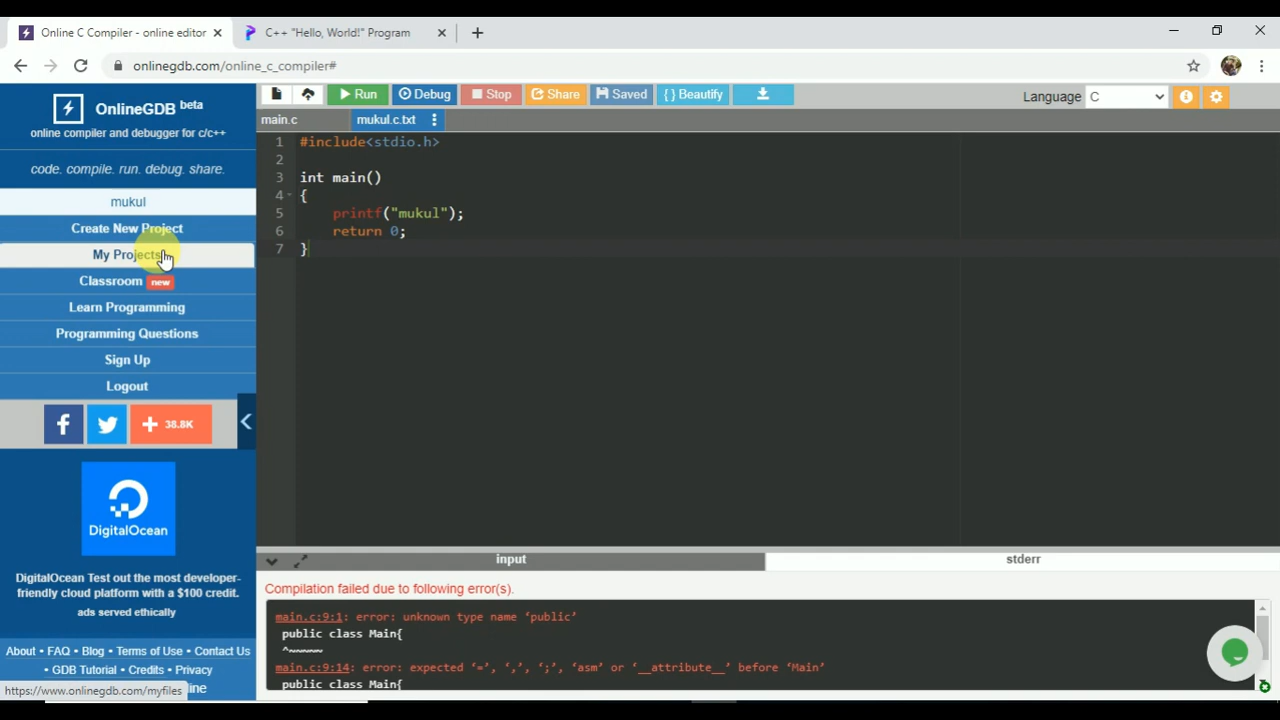 Online C Compiler - online editor
C++ "Hello, World!" Program
onlinegdb.com/online_c_compiler#
OnlineGDB beta
online compiler and debugger for c/c++
code. compile. run. debug. share.
mukul
Create New Project
My Projects
Classroom new
Learn Programming
Programming Questions
Sign Up
Logout
38.8K
DigitalOcean
DigitalOcean Test out the most developer-
friendly cloud platform with a $100 credit.
ads served ethically
About • FAQ • Blog • Terms of Use • Contact Us
• GDB Tutorial • Credits • Privacy
https://www.onlinegdb.com/myfiles
Run Debug Stop Share Saved { } Beautify
Language C
main.c mukul.c.txt
1 #include<stdio.h>
2
3 int main()
4 {
5 printf("mukul");
6 return 0;
7 }
input stderr
Compilation failed due to following error(s).
main.c:9:1: error: unknown type name ‘public’
public class Main{
^~~~~~
main.c:9:14: error: expected ‘=’, ‘,’, ‘;’, ‘asm’ or ‘__attribute__’ before ‘Main’
public class Main{